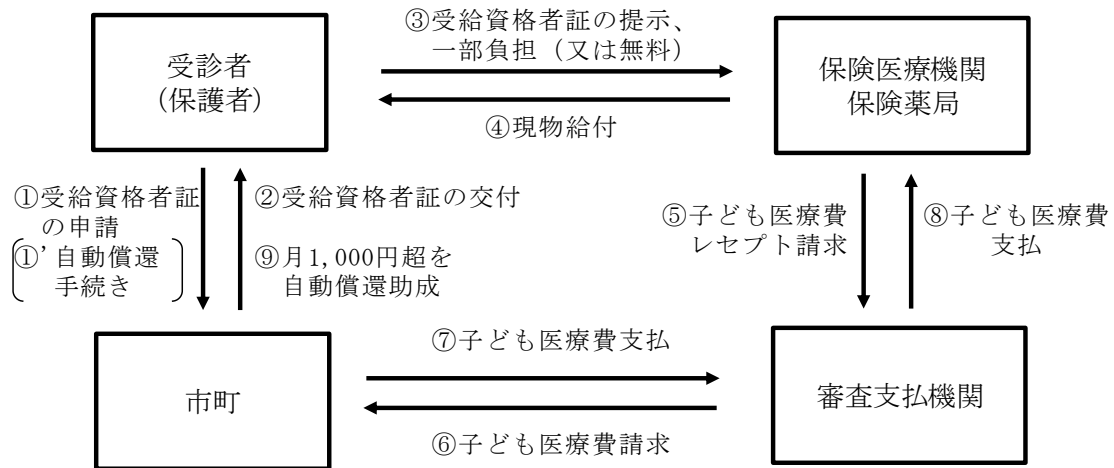 ③受給資格者証の提示、
一部負担（又は無料）
受診者
（保護者）
保険医療機関
保険薬局
④現物給付
①受給資格者証
の申請
①’自動償還
手続き
②受給資格者証の交付
⑨月1,000円超を
自動償還助成
⑤子ども医療費
レセプト請求
⑧子ども医療費
支払
⑦子ども医療費支払
市町
審査支払機関
⑥子ども医療費請求